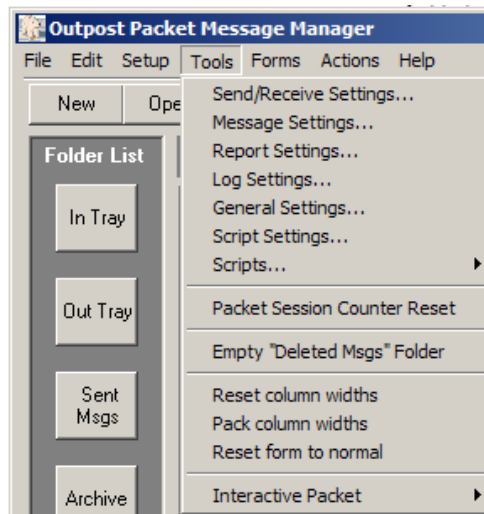 Outpost Packet Message Manager
File Edit Setup Tools Forms Actions Help
New Ope
Folder List
In Tray
Out Tray
Sent
Msgs
Archive
Send/Receive Settings...
Message Settings...
Report Settings...
Log Settings...
General Settings...
Script Settings...
Scripts...
Packet Session Counter Reset
Empty "Deleted Msgs" Folder
Reset column widths
Pack column widths
Reset form to normal
Interactive Packet